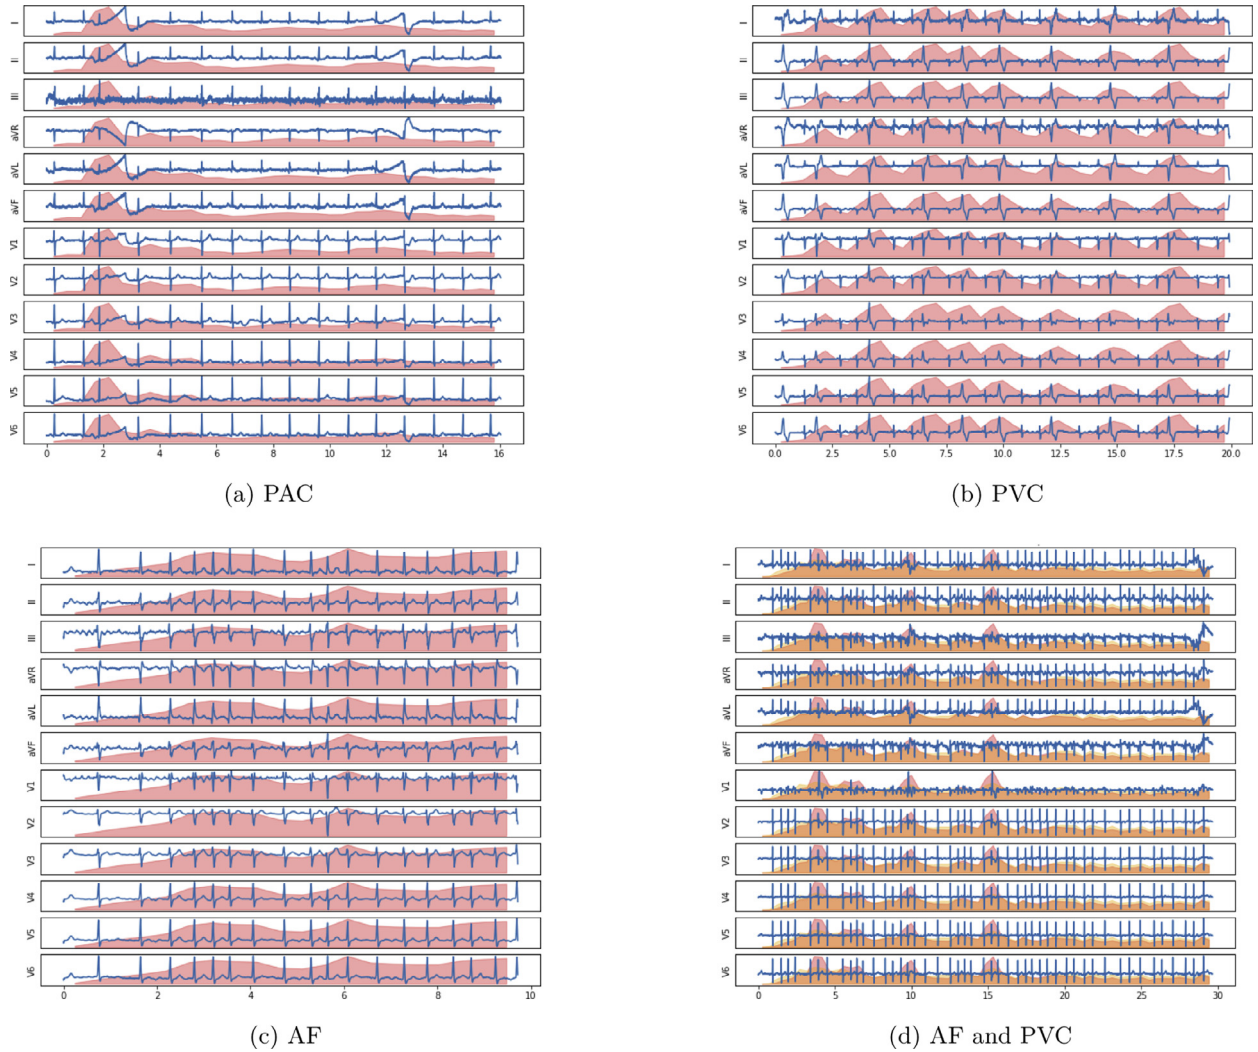 I
II
III
aVR
aVL
aVF
V1
V2
V3
V4
V5
V6
0 2 4 6 8 10 12 14 16
(a) PAC
I
II
III
aVR
aVL
aVF
V1
V2
V3
V4
V5
V6
0.0 2.5 5.0 7.5 10.0 12.5 15.0 17.5 20.0
(b) PVC
I
II
III
aVR
aVL
aVF
V1
V2
V3
V4
V5
V6
0 2 4 6 8 10
(c) AF
I
II
III
aVR
aVL
aVF
V1
V2
V3
V4
V5
V6
0 5 10 15 20 25 30
(d) AF and PVC